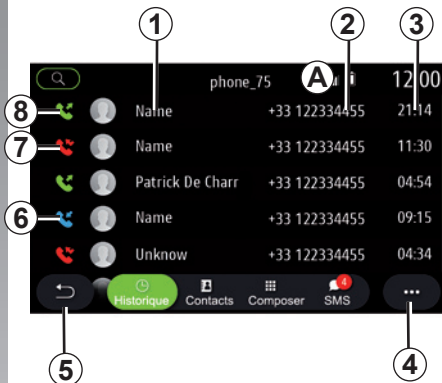 1 2 3
phone_75 A 12:00
8 Name +33 122334455 21:14
7 Name +33 122334455 11:30
Patrick De Charr +33 122334455 04:54
6 Name +33 122334455 09:15
Unknow +33 122334455 04:34
Historique Contacts Composer SMS 4 ...
5 4